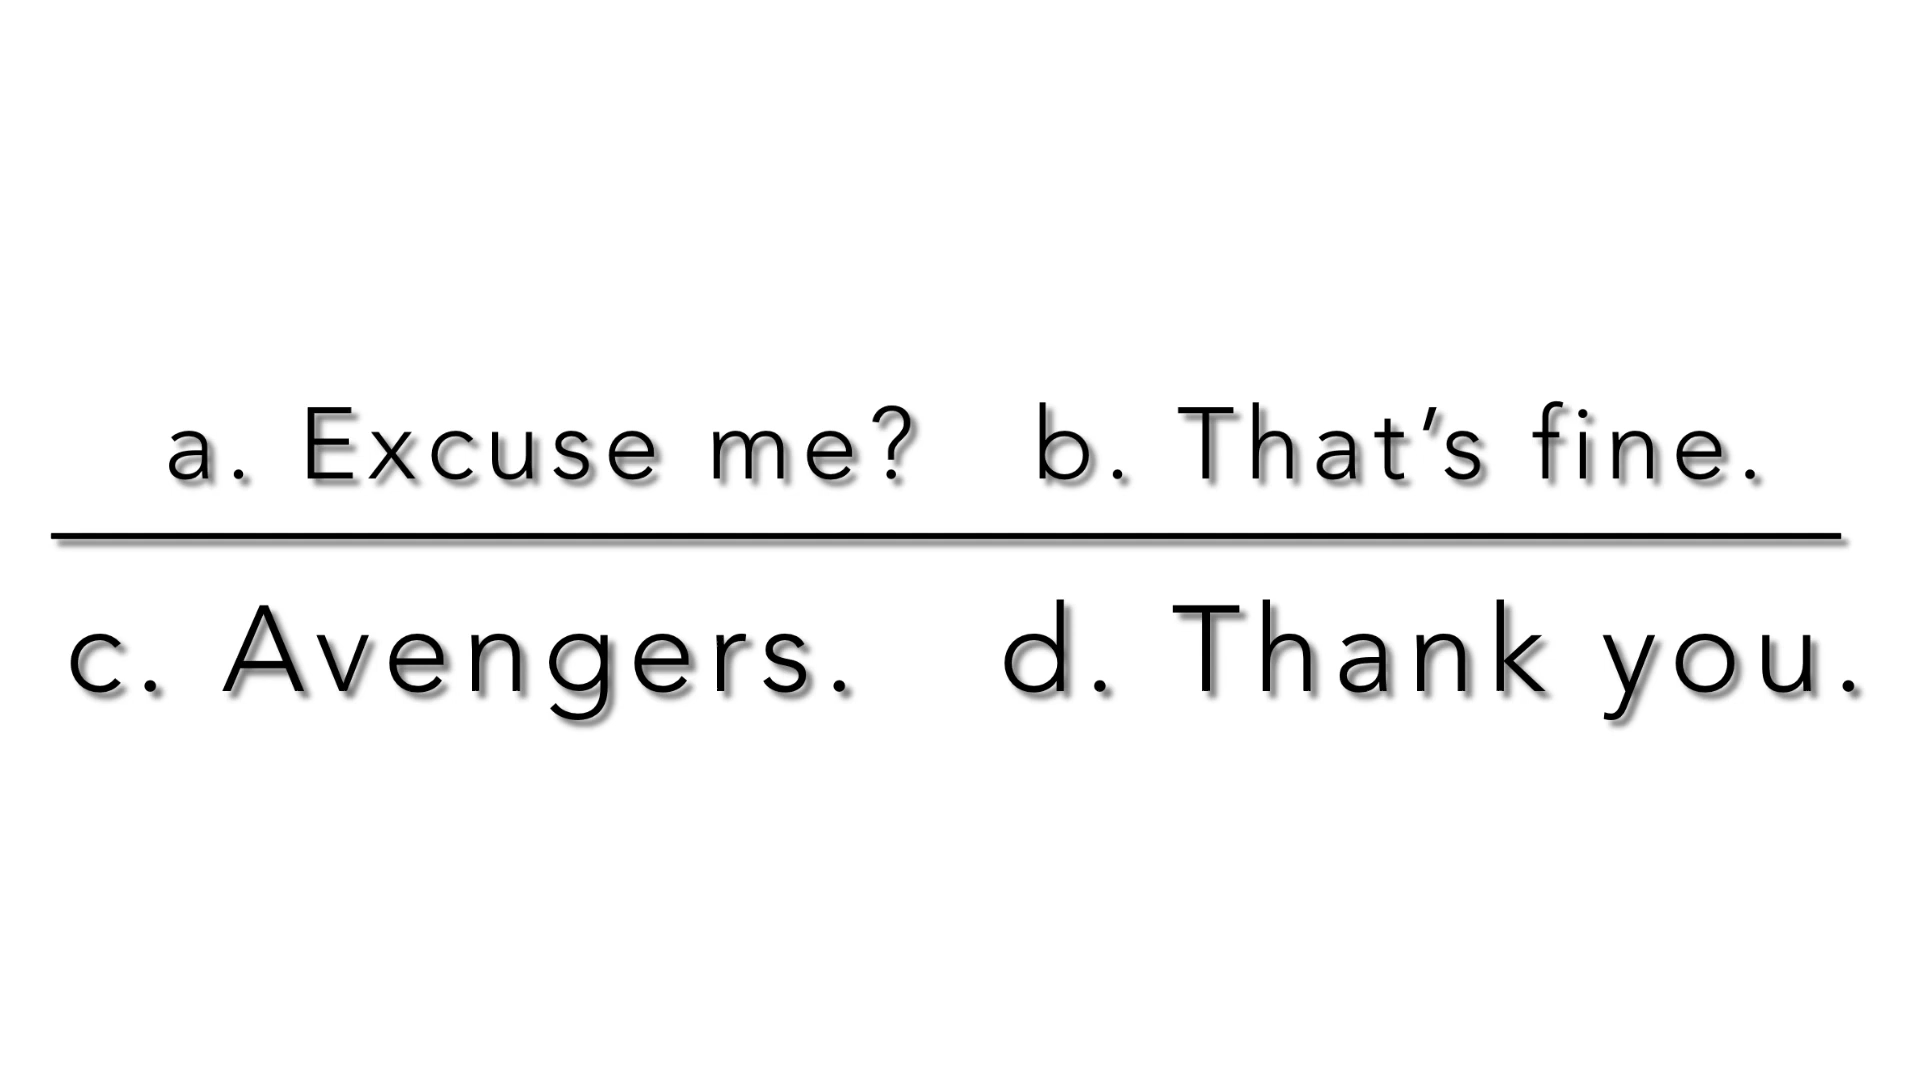 a. Excuse me? b. That’s fine.
c. Avengers. d. Thank you.